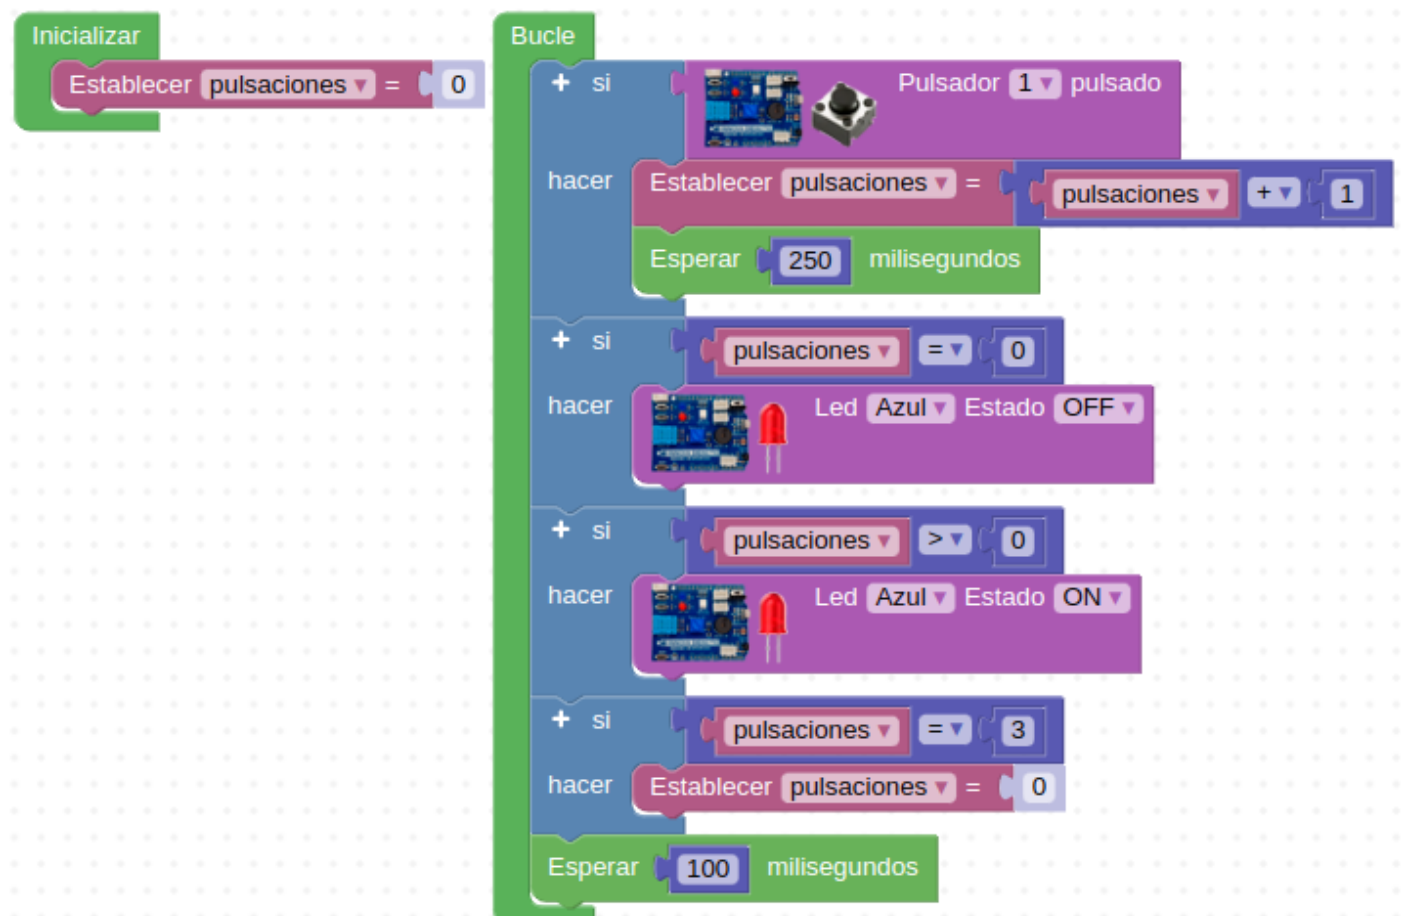 Inicializar
Establecer pulsaciones ▾ = 0
Bucle
+ si Pulsador 1 ▾ pulsado
hacer Establecer pulsaciones ▾ = pulsaciones ▾ + ▾ 1
Esperar 250 milisegundos
+ si pulsaciones ▾ = ▾ 0
hacer Led Azul ▾ Estado OFF ▾
+ si pulsaciones ▾ > ▾ 0
hacer Led Azul ▾ Estado ON ▾
+ si pulsaciones ▾ = ▾ 3
hacer Establecer pulsaciones ▾ = 0
Esperar 100 milisegundos